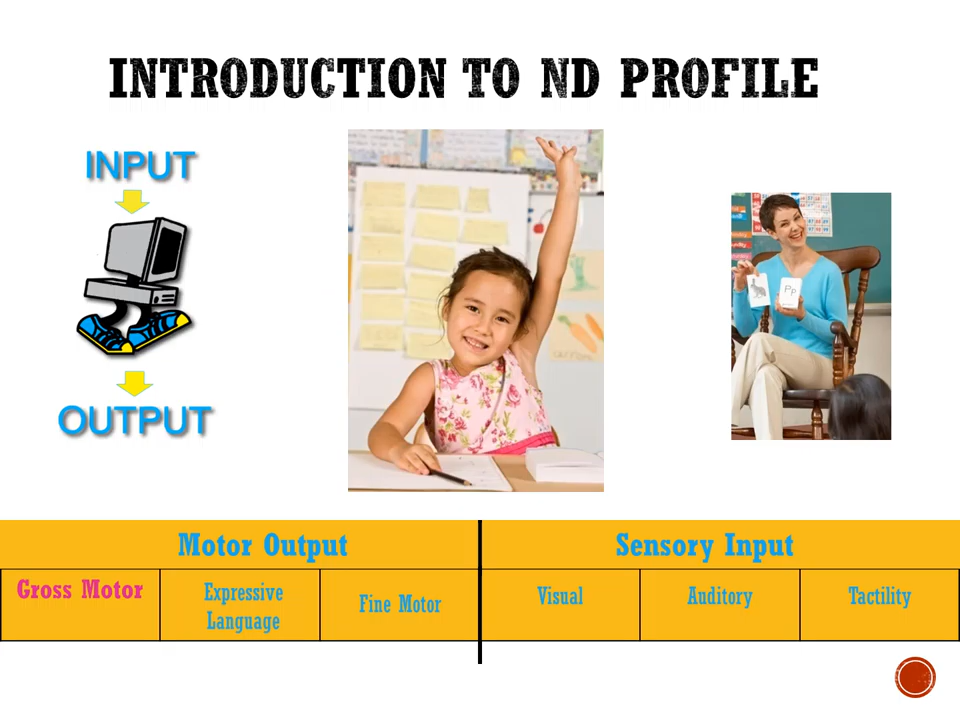 INTRODUCTION TO ND PROFILE
INPUT
OUTPUT
Pp
Motor Output
Sensory Input
Gross Motor
Expressive
Language
Fine Motor
Visual
Auditory
Tactility